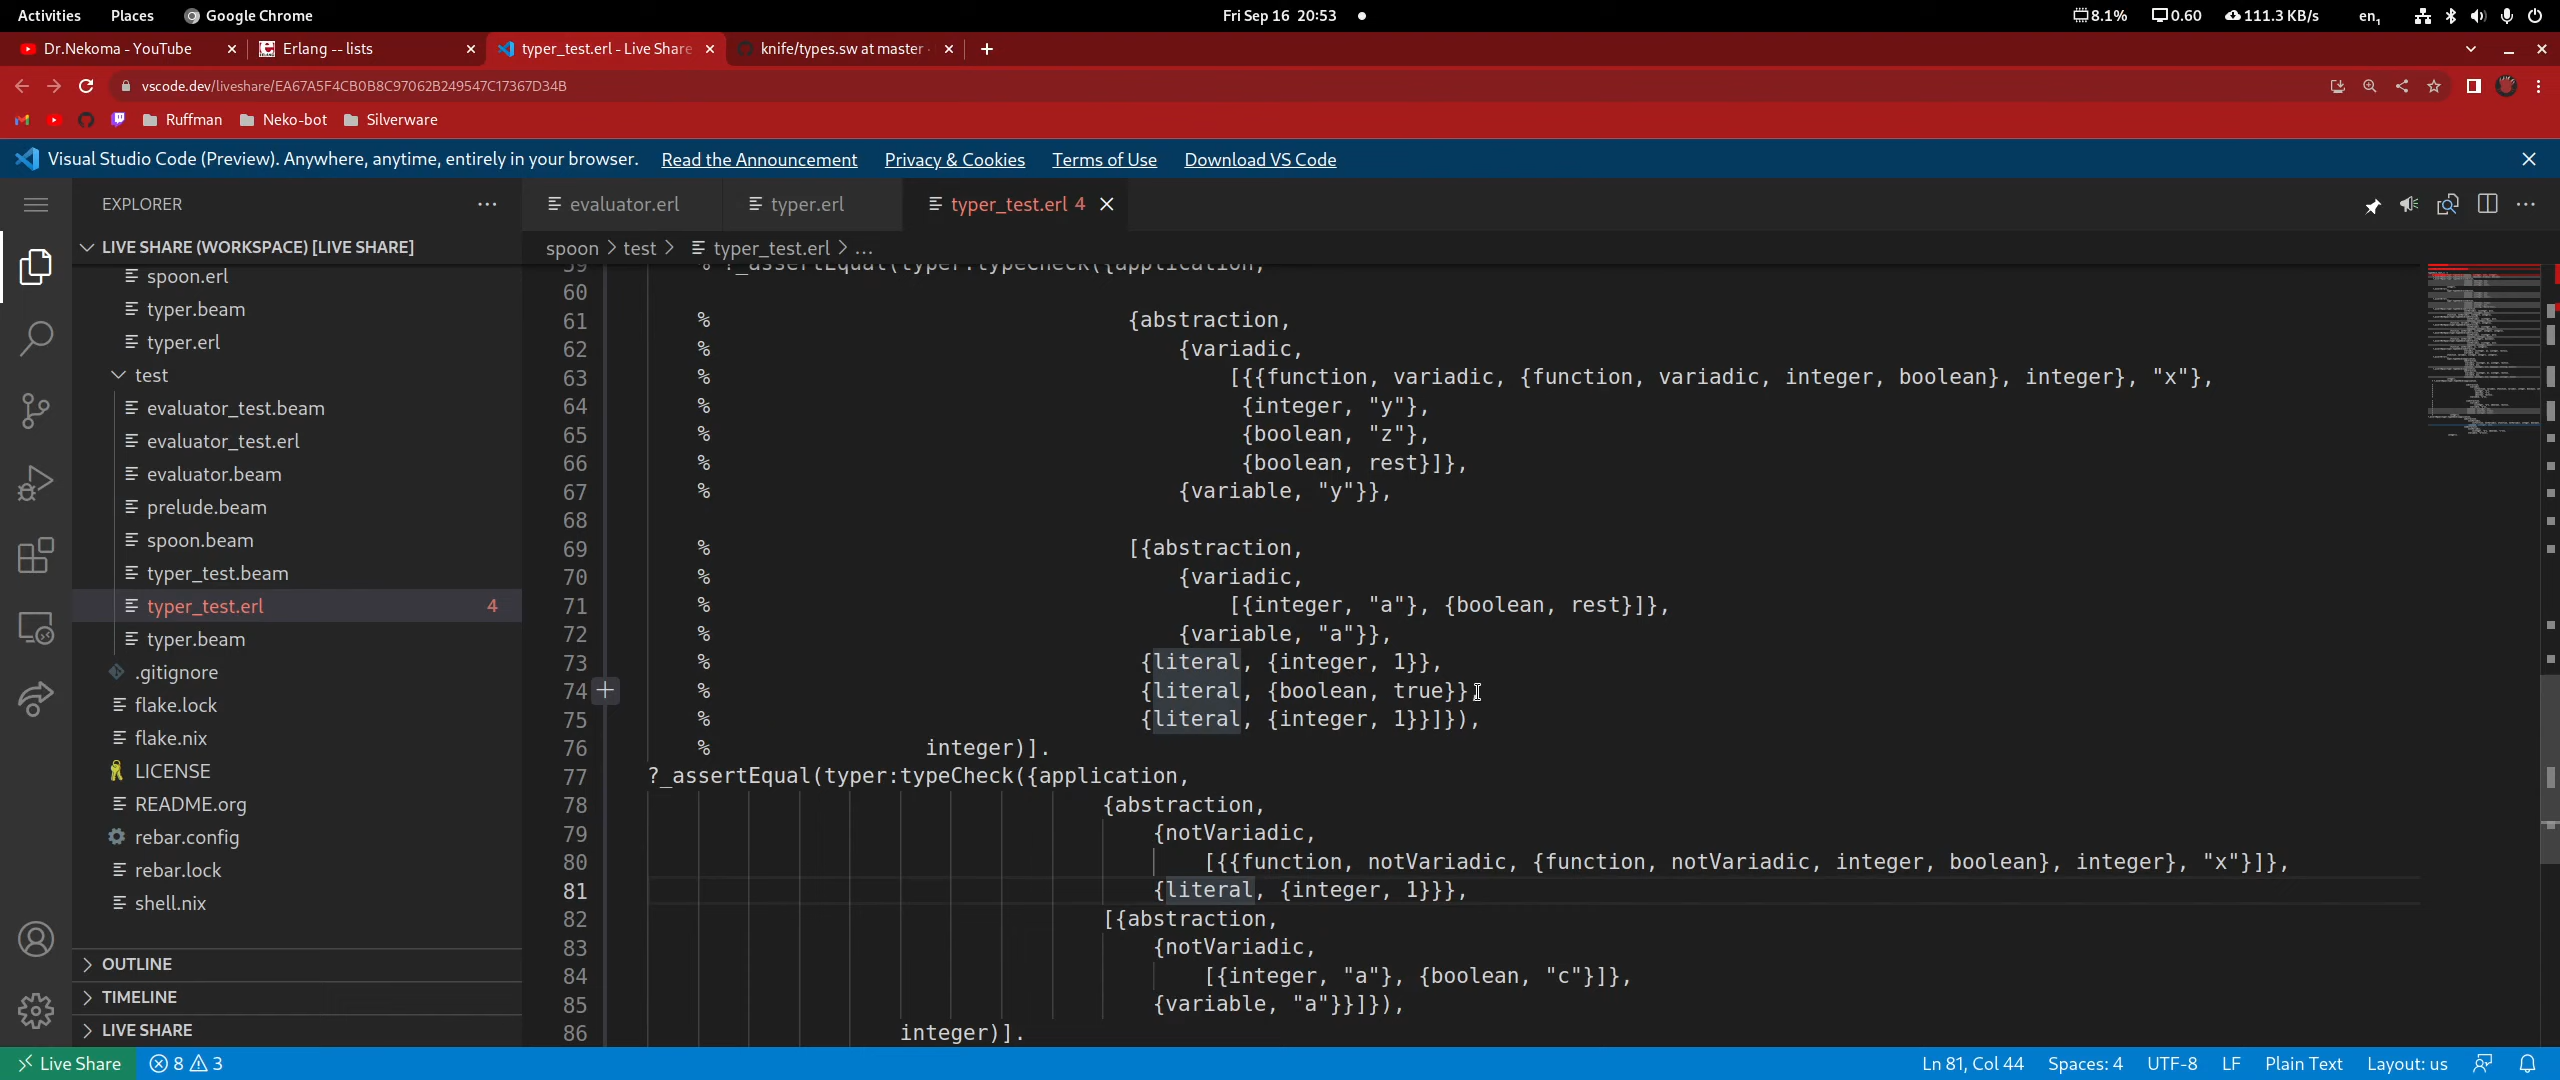 Activities Places Google Chrome Fri Sep 16 20:53 8.1% 0.60 111.3 KB/s en1
Dr.Nekoma - YouTube Erlang -- lists typer_test.erl - Live Share knife/types.sw at master ·
vscode.dev/liveshare/EA67A5F4CB0B8C97062B249547C17367D34B
Ruffman Neko-bot Silverware
Visual Studio Code (Preview). Anywhere, anytime, entirely in your browser. Read the Announcement Privacy & Cookies Terms of Use Download VS Code
EXPLORER
LIVE SHARE (WORKSPACE) [LIVE SHARE]
spoon.erl
typer.beam
typer.erl
test
evaluator_test.beam
evaluator_test.erl
evaluator.beam
prelude.beam
spoon.beam
typer_test.beam
typer_test.erl 4
typer.beam
.gitignore
flake.lock
flake.nix
LICENSE
README.org
rebar.config
rebar.lock
shell.nix
OUTLINE
TIMELINE
LIVE SHARE
evaluator.erl typer.erl typer_test.erl 4
spoon > test > typer_test.erl > ...
59 % ?_assertEqual(typer:typeCheck({application,
60
61 % {abstraction,
62 % {variadic,
63 % [{{function, variadic, {function, variadic, integer, boolean}, integer}, "x"},
64 % {integer, "y"},
65 % {boolean, "z"},
66 % {boolean, rest}]},
67 % {variable, "y"}},
68
69 % [{abstraction,
70 % {variadic,
71 % [{integer, "a"}, {boolean, rest}]},
72 % {variable, "a"}},
73 % {literal, {integer, 1}},
74 % {literal, {boolean, true}},
75 % {literal, {integer, 1}}]}),
76 % integer)].
77 ?_assertEqual(typer:typeCheck({application,
78 {abstraction,
79 {notVariadic,
80 [{{function, notVariadic, {function, notVariadic, integer, boolean}, integer}, "x"}]},
81 {literal, {integer, 1}}},
82 [{abstraction,
83 {notVariadic,
84 [{integer, "a"}, {boolean, "c"}]},
85 {variable, "a"}}]}),
86 integer)].
Live Share 8 3 Ln 81, Col 44 Spaces: 4 UTF-8 LF Plain Text Layout: us